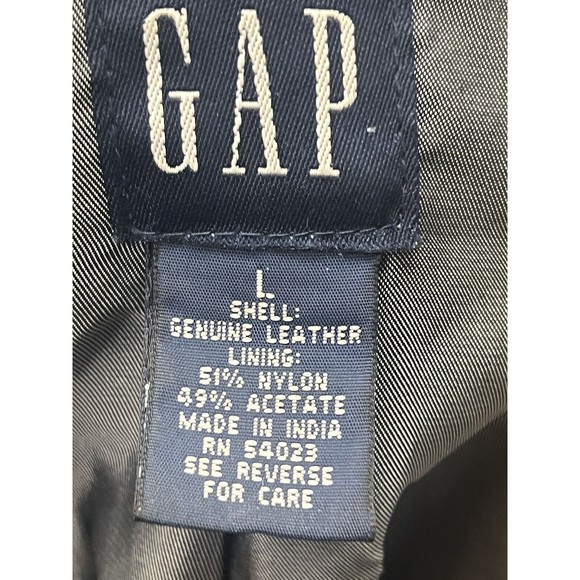 GAP
L
SHELL:
GENUINE LEATHER
LINING:
51% NYLON
49% ACETATE
MADE IN INDIA
RN 54023
SEE REVERSE
FOR CARE